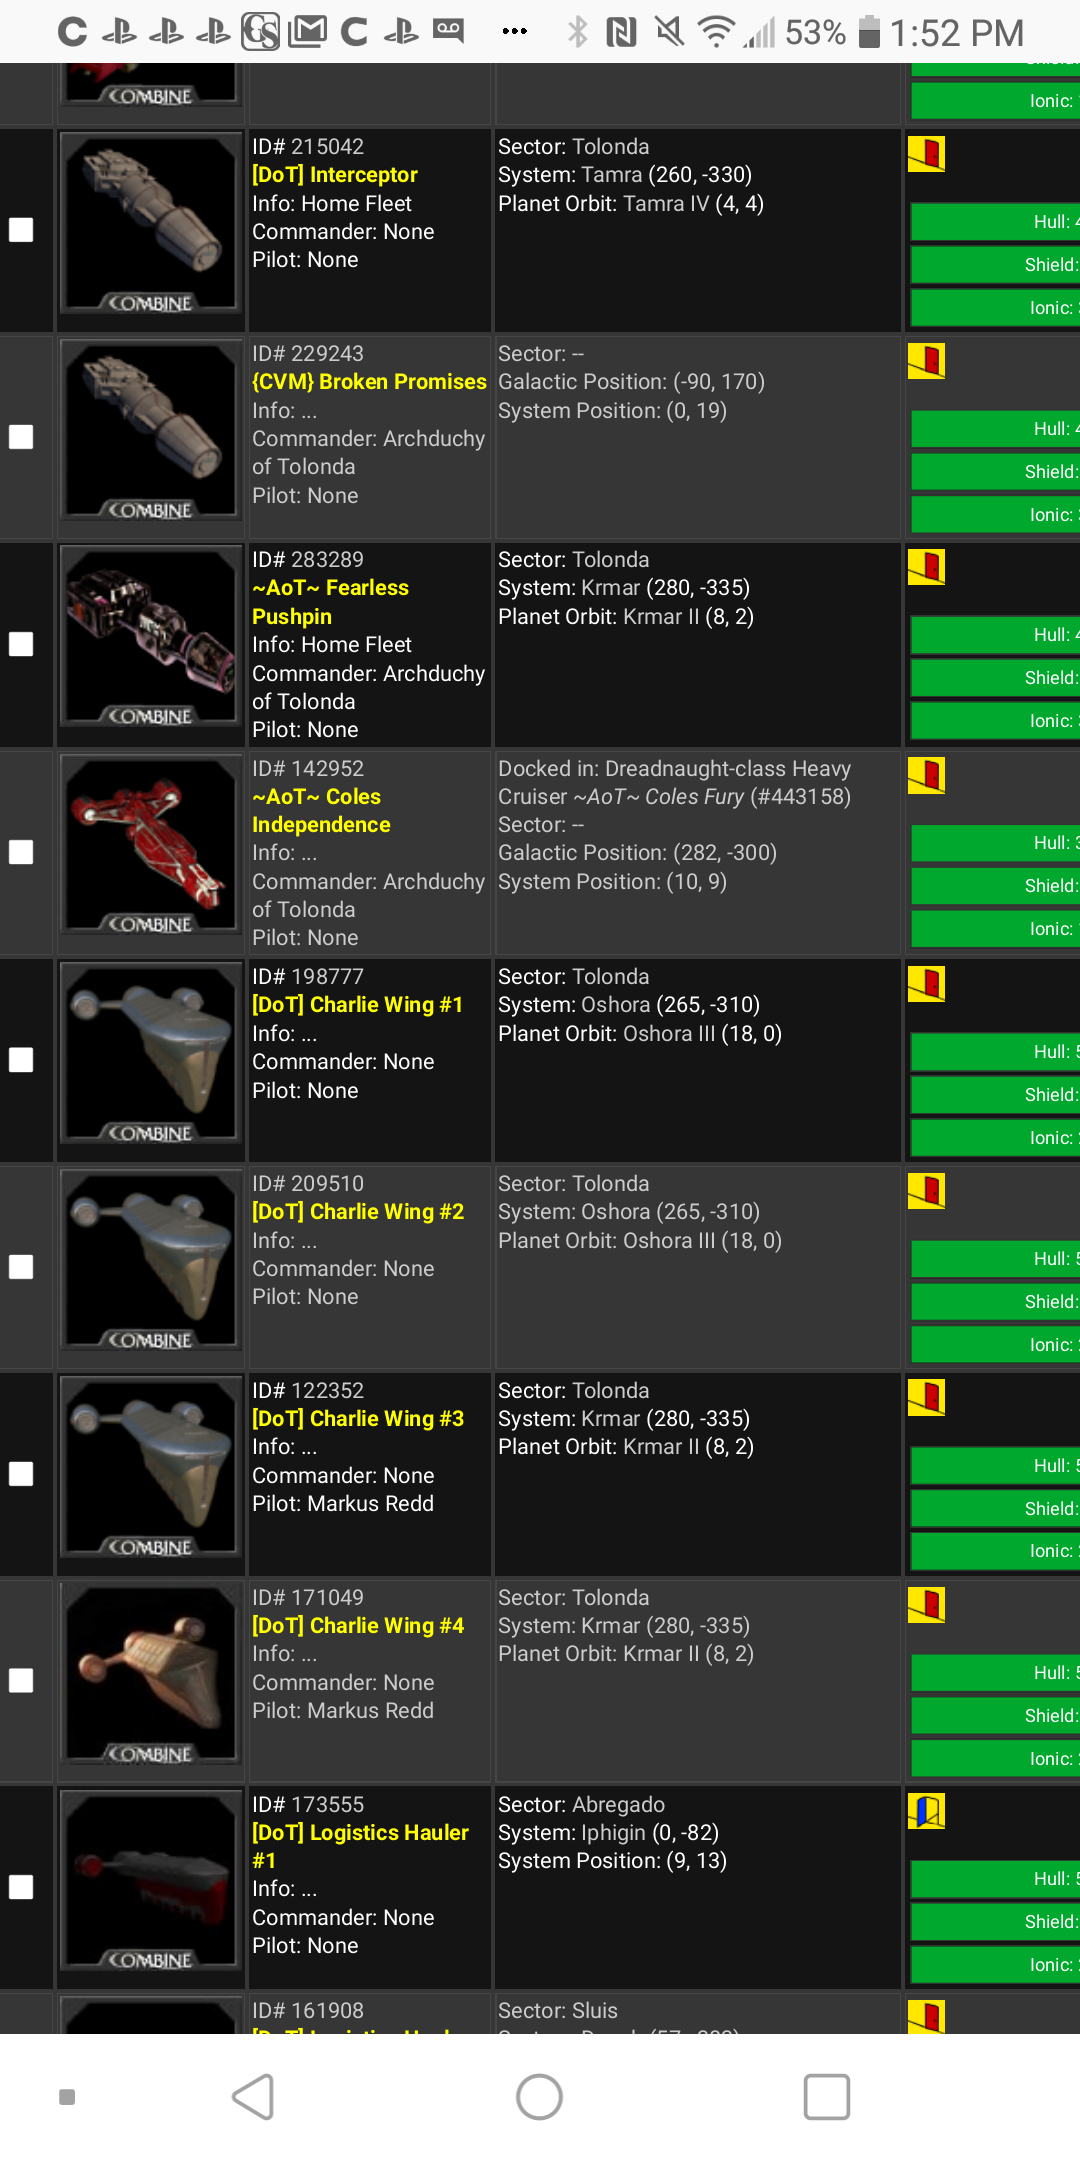 53% 1:52 PM
COMBINE
Ionic:
ID# 215042
[DoT] Interceptor
Info: Home Fleet
Commander: None
Pilot: None
Sector: Tolonda
System: Tamra (260, -330)
Planet Orbit: Tamra IV (4, 4)
Hull: 4
Shield:
Ionic:
COMBINE
ID# 229243
{CVM} Broken Promises
Info: ...
Commander: Archduchy
of Tolonda
Pilot: None
Sector: --
Galactic Position: (-90, 170)
System Position: (0, 19)
Hull: 4
Shield:
Ionic:
COMBINE
ID# 283289
~AoT~ Fearless
Pushpin
Info: Home Fleet
Commander: Archduchy
of Tolonda
Pilot: None
Sector: Tolonda
System: Krmar (280, -335)
Planet Orbit: Krmar II (8, 2)
Hull: 4
Shield:
Ionic:
COMBINE
ID# 142952
~AoT~ Coles
Independence
Info: ...
Commander: Archduchy
of Tolonda
Pilot: None
Docked in: Dreadnaught-class Heavy
Cruiser ~AoT~ Coles Fury (#443158)
Sector: --
Galactic Position: (282, -300)
System Position: (10, 9)
Hull: 3
Shield:
Ionic:
COMBINE
ID# 198777
[DoT] Charlie Wing #1
Info: ...
Commander: None
Pilot: None
Sector: Tolonda
System: Oshora (265, -310)
Planet Orbit: Oshora III (18, 0)
Hull: 5
Shield:
Ionic:
COMBINE
ID# 209510
[DoT] Charlie Wing #2
Info: ...
Commander: None
Pilot: None
Sector: Tolonda
System: Oshora (265, -310)
Planet Orbit: Oshora III (18, 0)
Hull: 5
Shield:
Ionic:
COMBINE
ID# 122352
[DoT] Charlie Wing #3
Info: ...
Commander: None
Pilot: Markus Redd
Sector: Tolonda
System: Krmar (280, -335)
Planet Orbit: Krmar II (8, 2)
Hull: 5
Shield:
Ionic:
COMBINE
ID# 171049
[DoT] Charlie Wing #4
Info: ...
Commander: None
Pilot: Markus Redd
Sector: Tolonda
System: Krmar (280, -335)
Planet Orbit: Krmar II (8, 2)
Hull: 5
Shield:
Ionic:
COMBINE
ID# 173555
[DoT] Logistics Hauler
#1
Info: ...
Commander: None
Pilot: None
Sector: Abregado
System: Iphigin (0, -82)
System Position: (9, 13)
Hull: 5
Shield:
Ionic:
COMBINE
ID# 161908
Sector: Sluis